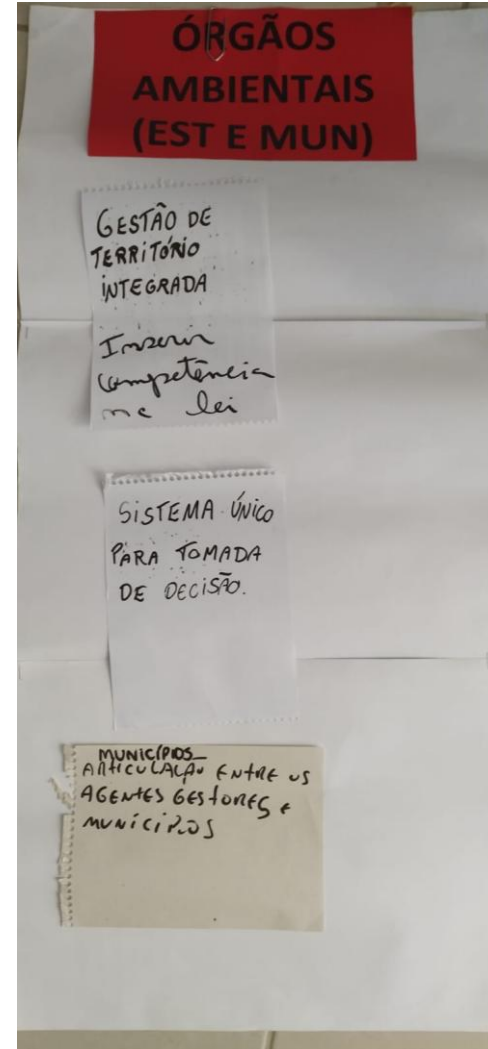 ÓRGÃOS
AMBIENTAIS
(EST E MUN)
GESTÃO DE
TERRITÓRIO
INTEGRADA
Inserir
competência
na lei
SISTEMA ÚNICO
PARA TOMADA
DE DECISÃO.
MUNICÍPIOS
ARTICULAÇÃO ENTRE OS
AGENTES GESTORES E
MUNICÍPIOS